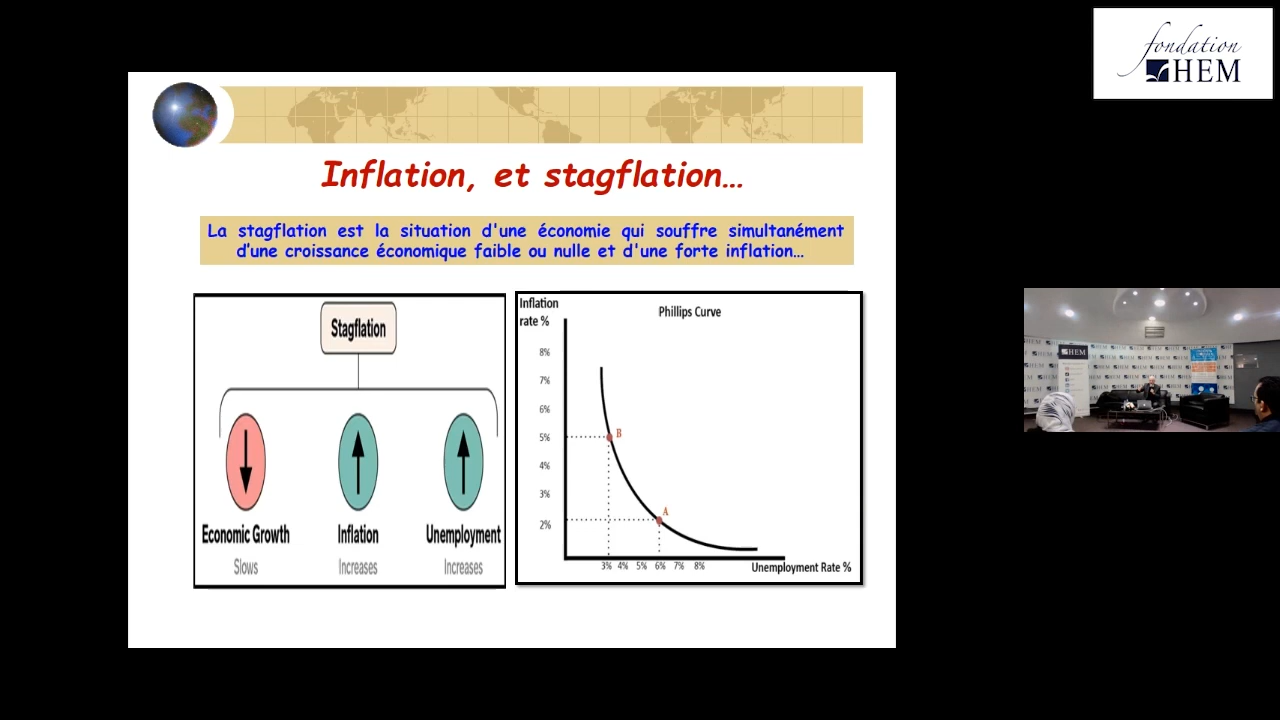 fondation
HEM
Inflation, et stagflation...
La stagflation est la situation d'une économie qui souffre simultanément
d'une croissance économique faible ou nulle et d'une forte inflation...
Stagflation
Economic Growth
Slows
Inflation
Increases
Unemployment
Increases
Inflation
rate %
Phillips Curve
8%
7%
6%
5%
4%
3%
2%
B
A
3% 4% 5% 6% 7% 8%
Unemployment Rate %
HEM